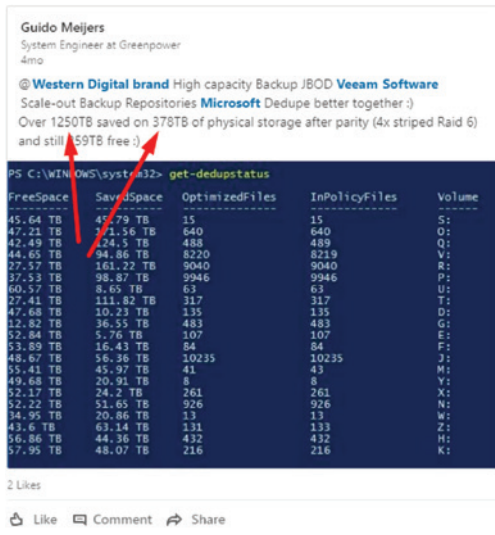 Guido Meijers
System Engineer at Greenpower
4mo
@Western Digital brand High capacity Backup JBOD Veeam Software
Scale-out Backup Repositories Microsoft Dedupe better together :)
Over 1250TB saved on 378TB of physical storage after parity (4x striped Raid 6)
and still 59TB free :)
PS C:\WINDOWS\system32> get-dedupstatus
FreeSpace SavedSpace OptimizedFiles InPolicyFiles Volume
45.64 TB 45.79 TB 15 15 S:
47.21 TB 71.56 TB 640 640 O:
42.49 TB 124.5 TB 488 489 Q:
44.65 TB 94.86 TB 8220 8219 V:
27.57 TB 161.22 TB 9040 9040 R:
37.53 TB 98.87 TB 9946 9946 P:
60.57 TB 8.65 TB 63 63 U:
27.41 TB 111.82 TB 317 317 T:
47.68 TB 10.23 TB 135 135 D:
12.82 TB 36.55 TB 483 483 G:
52.84 TB 5.76 TB 107 107 E:
53.89 TB 16.43 TB 84 84 F:
48.67 TB 56.36 TB 10235 10235 J:
55.41 TB 45.97 TB 41 43 M:
49.68 TB 20.91 TB 8 8 Y:
52.17 TB 24.2 TB 261 261 X:
52.22 TB 51.65 TB 926 926 N:
34.95 TB 20.86 TB 13 13 W:
43.6 TB 63.14 TB 131 133 Z:
56.86 TB 44.36 TB 432 432 H:
57.95 TB 48.07 TB 216 216 K:
2 Likes
Like Comment Share